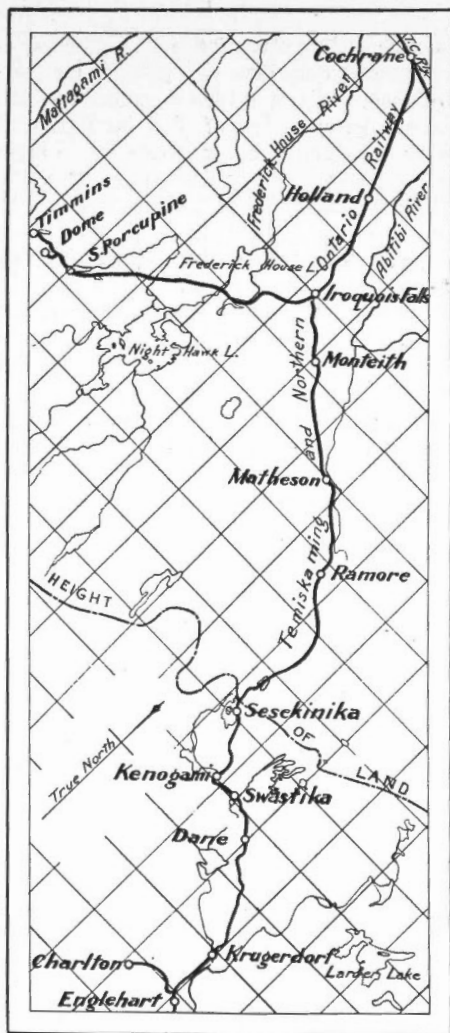 Cochrane
T.C. Rly
Mattagami R.
Frederick House River
Railway
Holland
Ontario
Abitibi River
Timmins
Dome
S. Porcupine
Frederick House L.
Iroquois Falls
Night Hawk L.
Northern
Monteith
and
Matheson
Temiskaming
Ramore
HEIGHT
Sesekinika
OF
LAND
True North
Kenogami
Swastika
Dane
Krugerdorf
Charlton
Larder Lake
Englehart